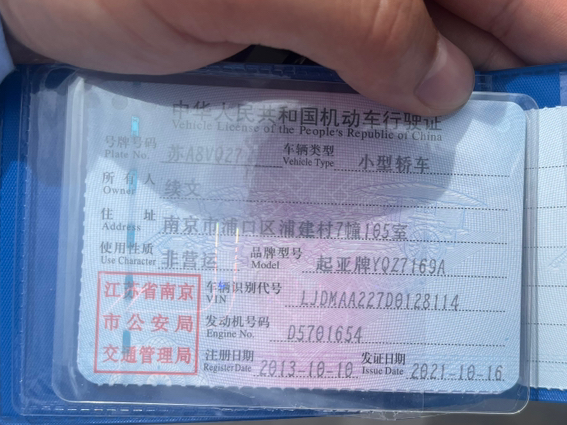 中华人民共和国机动车行驶证
Vehicle License of the People's Republic of China
号牌号码 苏A8VQ27 车辆类型 小型轿车
Plate No. Vehicle Type
所有人 续文
Owner
住址 南京市浦口区浦建村7幢105室
Address
使用性质 非营运 品牌型号 起亚牌YQZ7169A
Use Character Model
江苏省南京
市公安局
交通管理局
车辆识别代号 LJDMAA227D0128114
VIN
发动机号码 D5701654
Engine No.
注册日期 2013-10-10 发证日期 2021-10-16
Register Date Issue Date